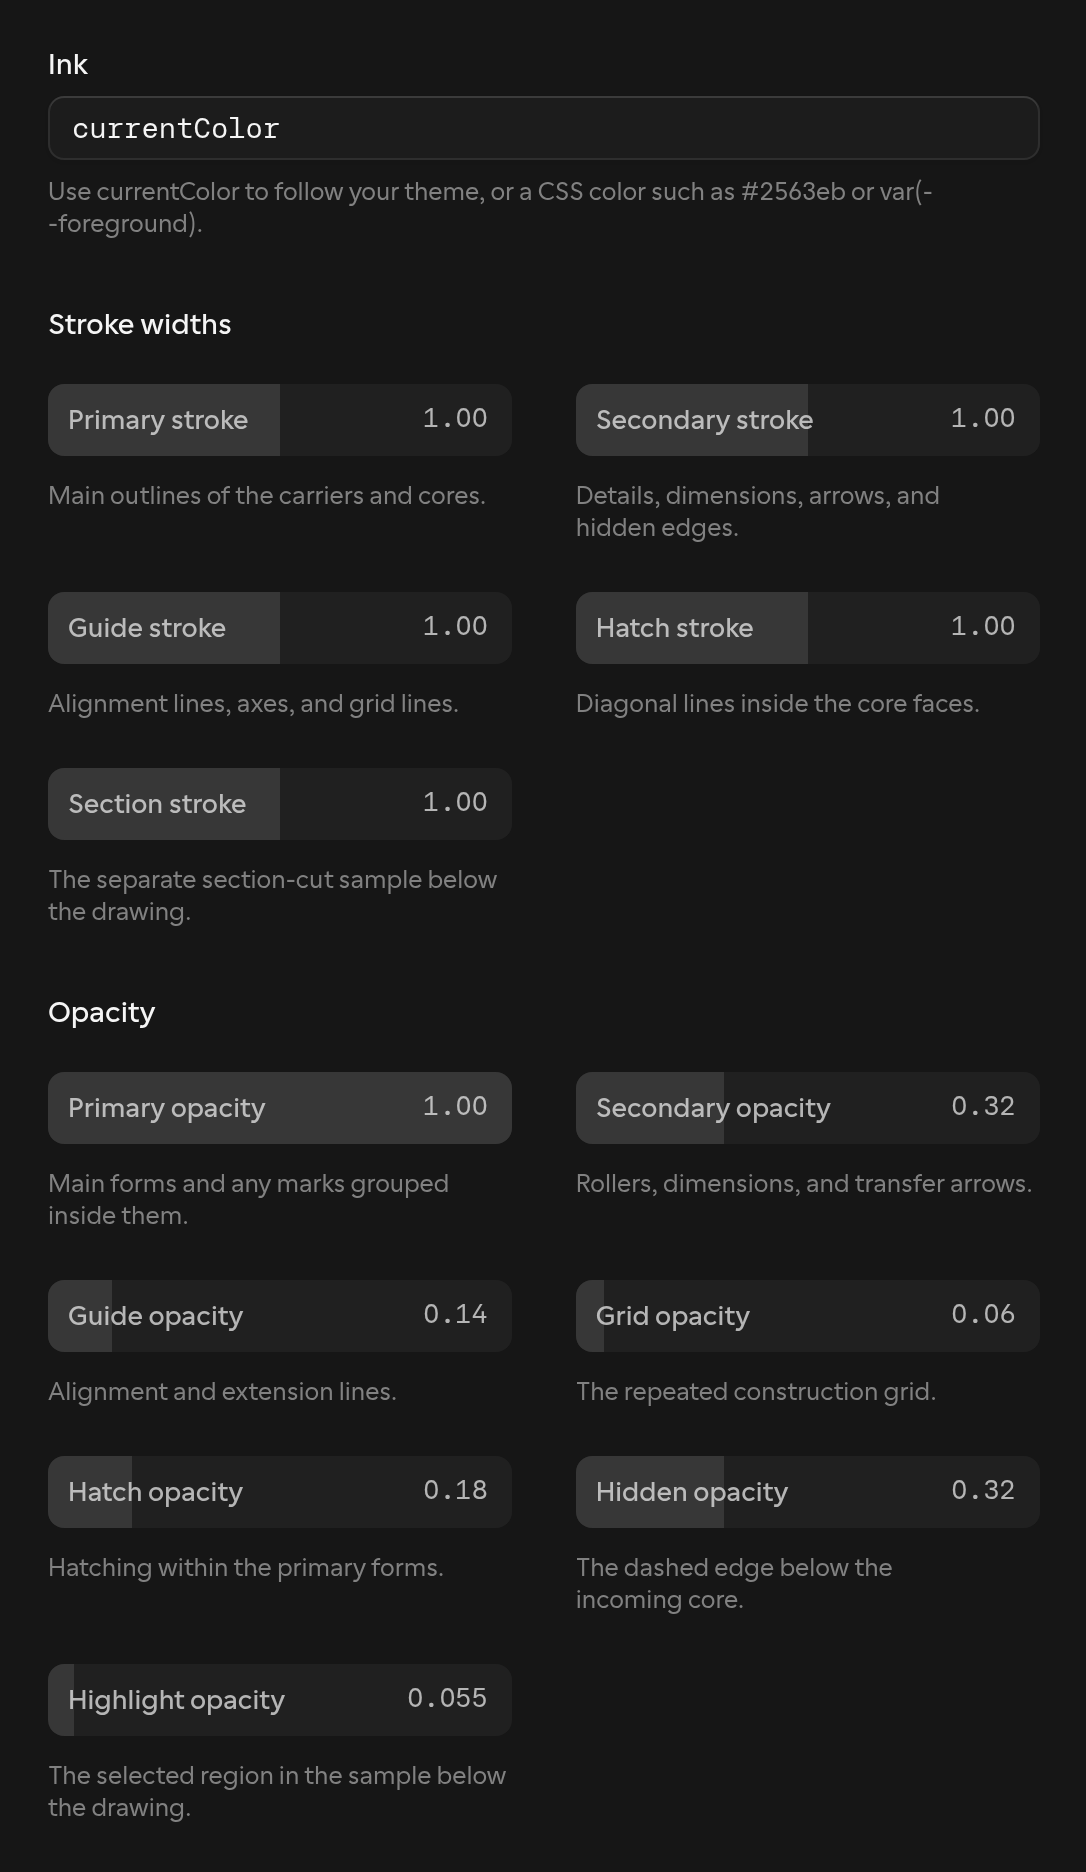 Ink
currentColor
Use currentColor to follow your theme, or a CSS color such as #2563eb or var(-
-foreground).
Stroke widths
Primary stroke 1.00
Main outlines of the carriers and cores.
Secondary stroke 1.00
Details, dimensions, arrows, and
hidden edges.
Guide stroke 1.00
Alignment lines, axes, and grid lines.
Hatch stroke 1.00
Diagonal lines inside the core faces.
Section stroke 1.00
The separate section-cut sample below
the drawing.
Opacity
Primary opacity 1.00
Main forms and any marks grouped
inside them.
Secondary opacity 0.32
Rollers, dimensions, and transfer arrows.
Guide opacity 0.14
Alignment and extension lines.
Grid opacity 0.06
The repeated construction grid.
Hatch opacity 0.18
Hatching within the primary forms.
Hidden opacity 0.32
The dashed edge below the
incoming core.
Highlight opacity 0.055
The selected region in the sample below
the drawing.